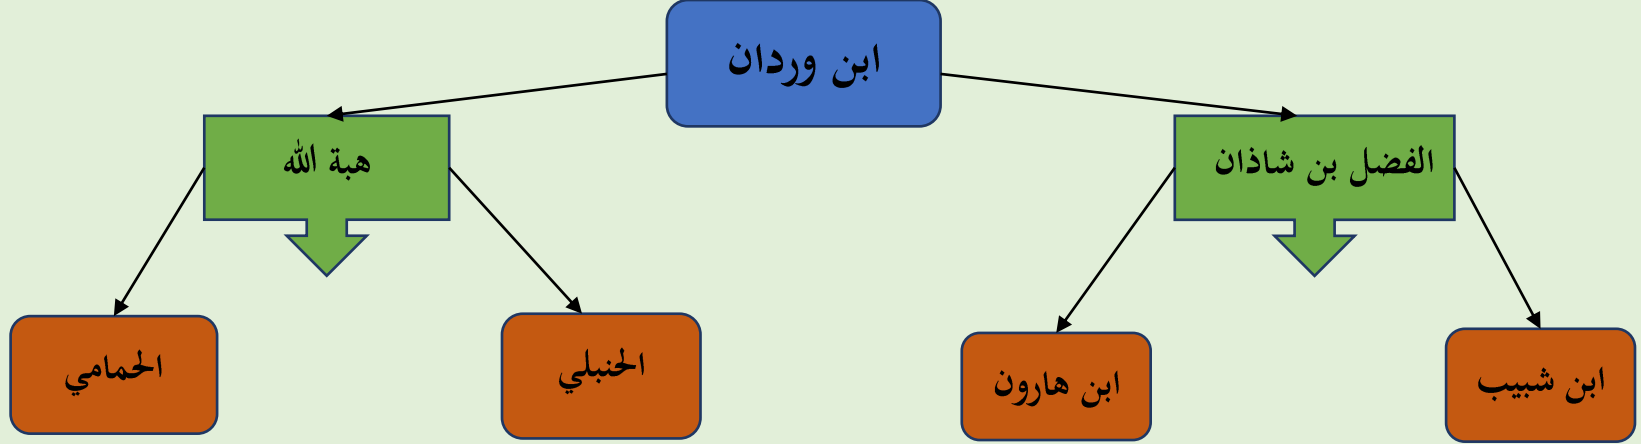 ابن وردان
الفضل بن شاذان
هبة الله
ابن شبيب
ابن هارون
الحنبلي
الحمامي